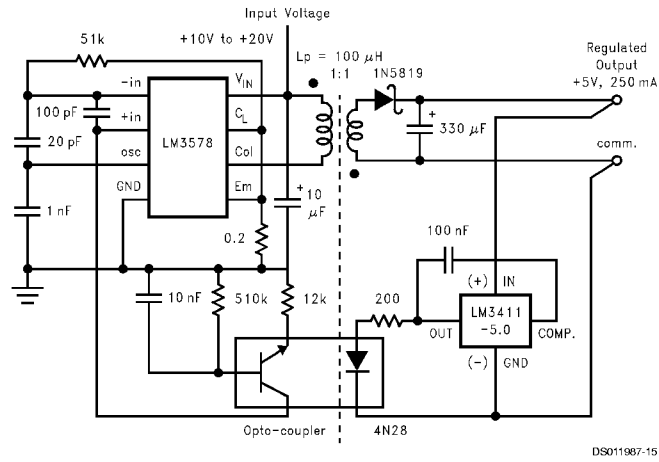 Input Voltage
51k
+10V to +20V
Lp = 100 µH
1:1
1N5819
Regulated
Output
+5V, 250 mA
-in
VIN
100 pF
+in
CL
+
330 µF
20 pF
LM3578
osc
Col
comm.
GND
Em
+
10
µF
1 nF
0.2
100 nF
(+) IN
10 nF
510k
12k
200
LM3411
-5.0
OUT
COMP.
(-) GND
Opto-coupler
4N28
DS011987-15